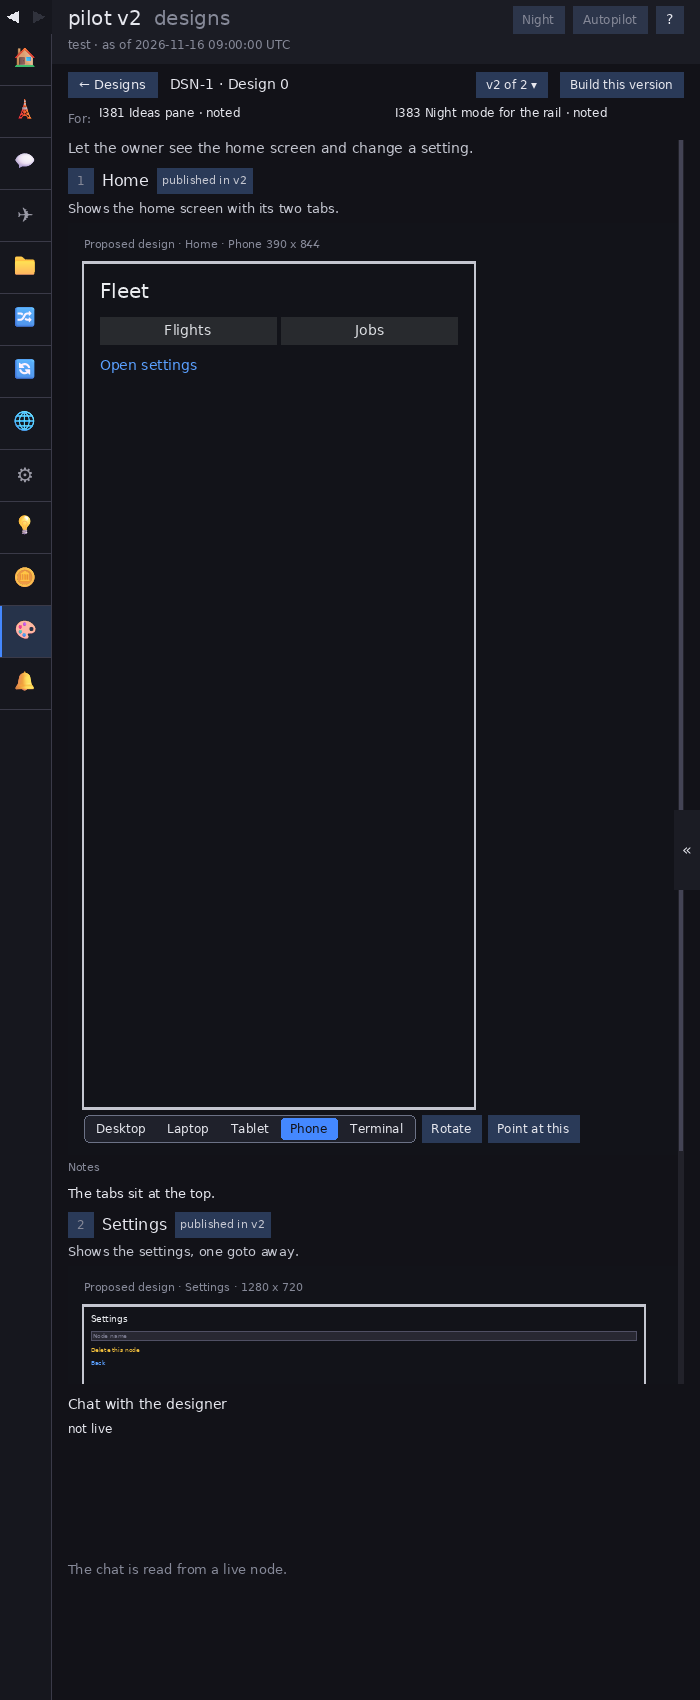 pilot v2 designs
Night
Autopilot
?
test · as of 2026-11-16 09:00:00 UTC
← Designs
DSN-1 · Design 0
v2 of 2 ▾
Build this version
For:
I381 Ideas pane · noted
I383 Night mode for the rail · noted
Let the owner see the home screen and change a setting.
1
Home
published in v2
Shows the home screen with its two tabs.
Proposed design · Home · Phone 390 x 844
Fleet
Flights
Jobs
Open settings
«
Desktop
Laptop
Tablet
Phone
Terminal
Rotate
Point at this
Notes
The tabs sit at the top.
2
Settings
published in v2
Shows the settings, one goto away.
Proposed design · Settings · 1280 x 720
Settings
Node name
Delete this node
Back
Chat with the designer
not live
The chat is read from a live node.